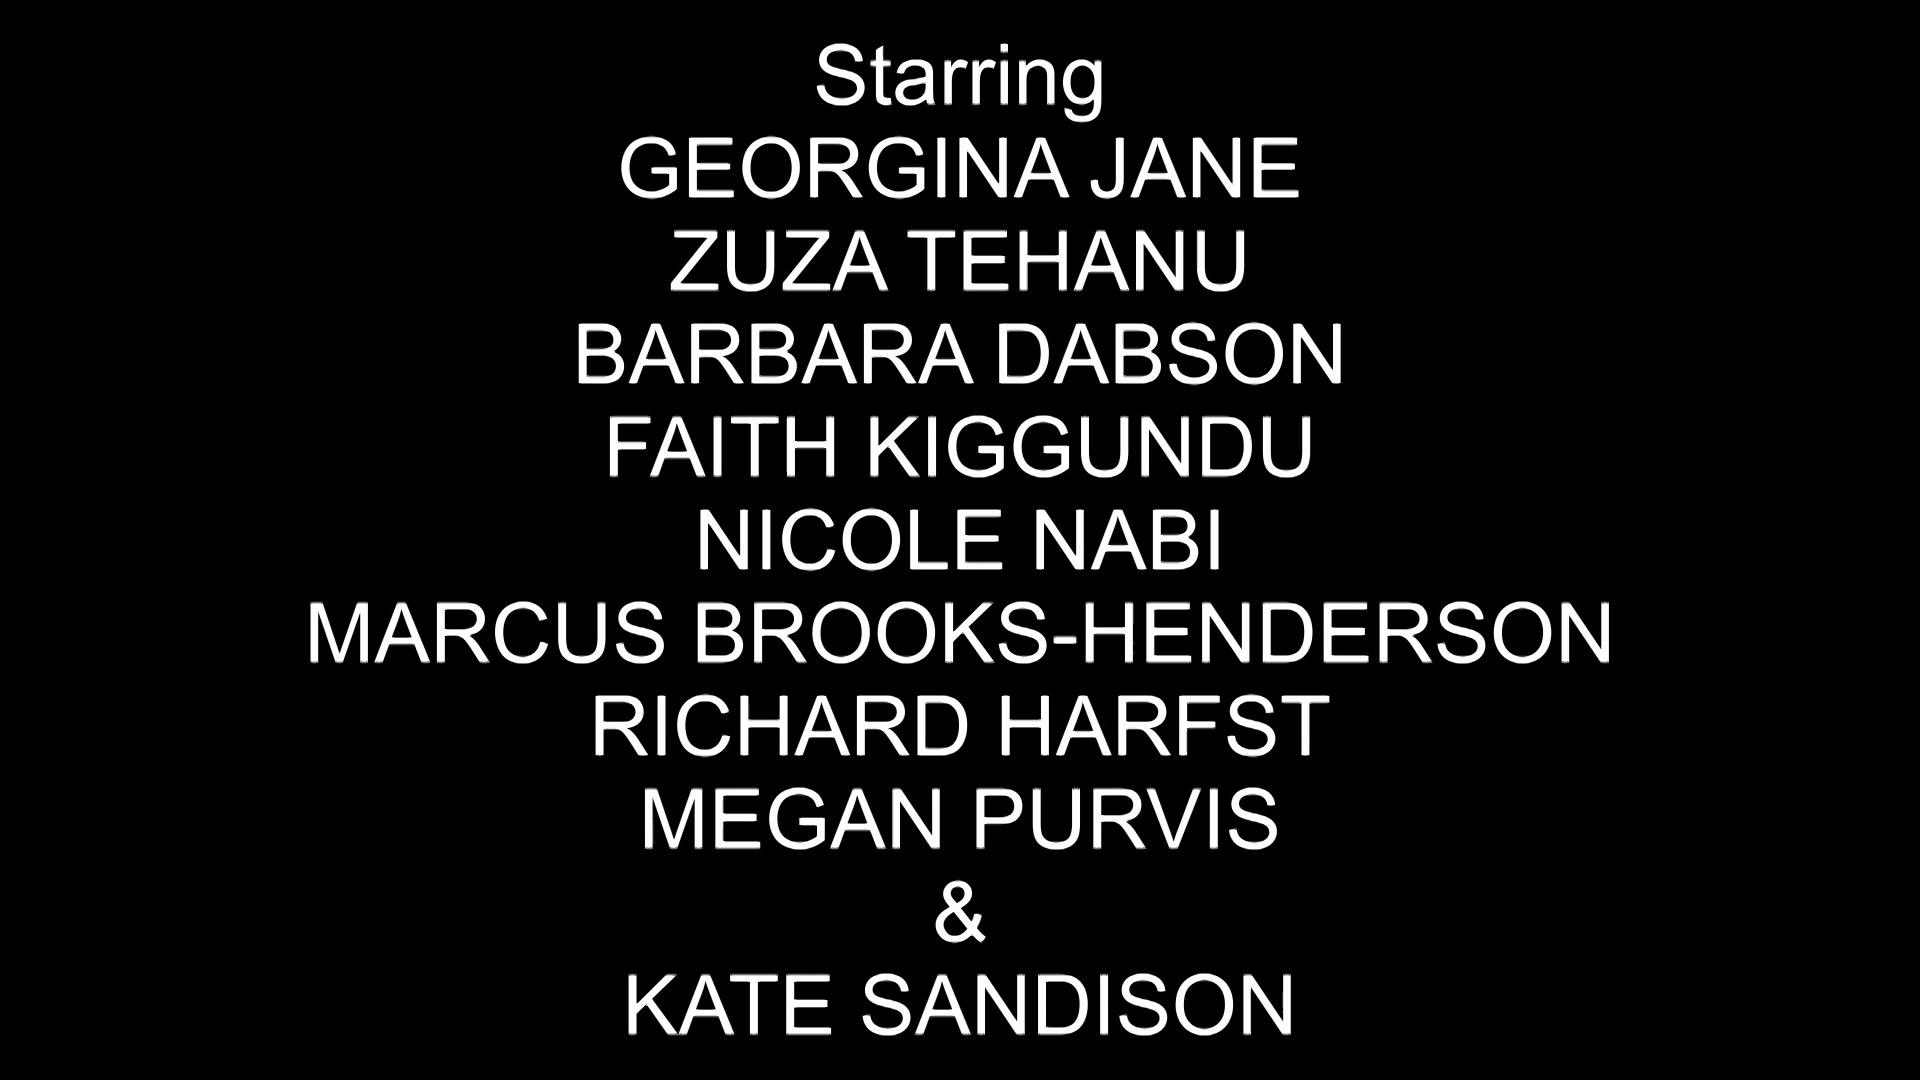 Starring
GEORGINA JANE
ZUZA TEHANU
BARBARA DABSON
FAITH KIGGUNDU
NICOLE NABI
MARCUS BROOKS-HENDERSON
RICHARD HARFST
MEGAN PURVIS
&
KATE SANDISON